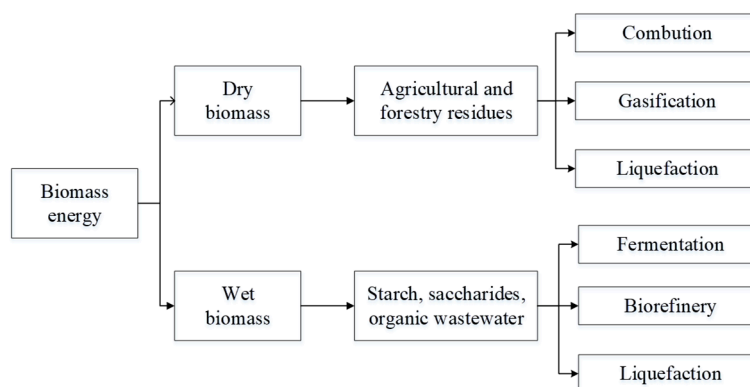 Combution
Dry
biomass
Agricultural and
forestry residues
Gasification
Liquefaction
Biomass
energy
Fermentation
Wet
biomass
Starch, saccharides,
organic wastewater
Biorefinery
Liquefaction